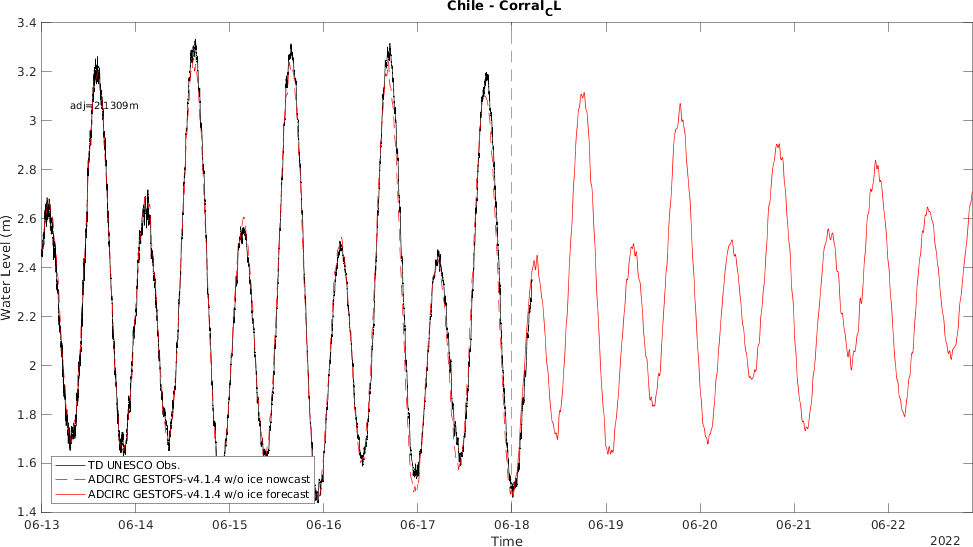 Chile - Corral_CL
3.4
3.2
3
2.8
2.6
2.4
2.2
2
1.8
1.6
1.4
Water Level (m)
adj=2.1309m
TD UNESCO Obs.
ADCIRC GESTOFS-v4.1.4 w/o ice nowcast
ADCIRC GESTOFS-v4.1.4 w/o ice forecast
06-13 06-14 06-15 06-16 06-17 06-18 06-19 06-20 06-21 06-22
Time
2022